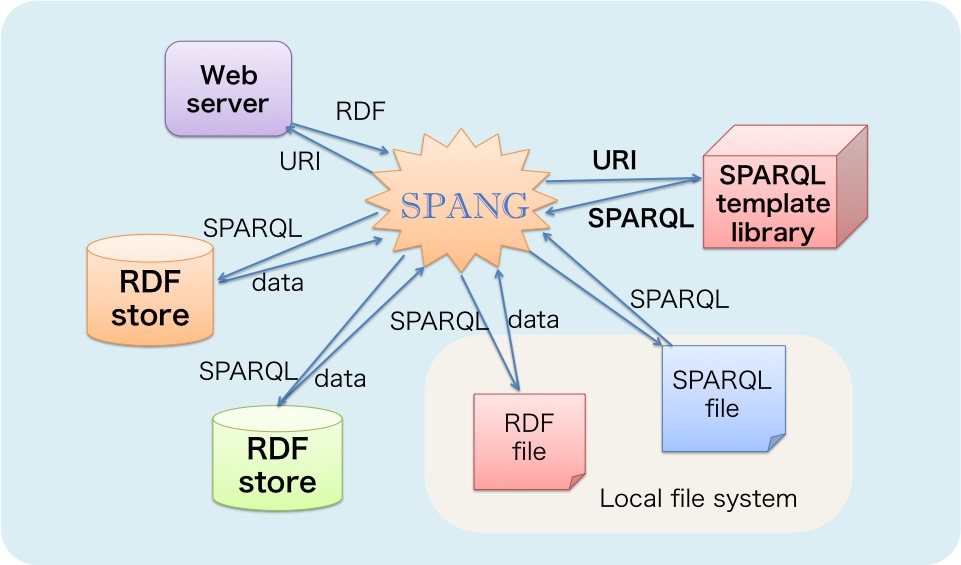 Web
server
RDF
URI
SPANG
URI
SPARQL
SPARQL
template
library
SPARQL
data
RDF
store
SPARQL
data
RDF
store
SPARQL
data
SPARQL
RDF
file
SPARQL
file
Local file system